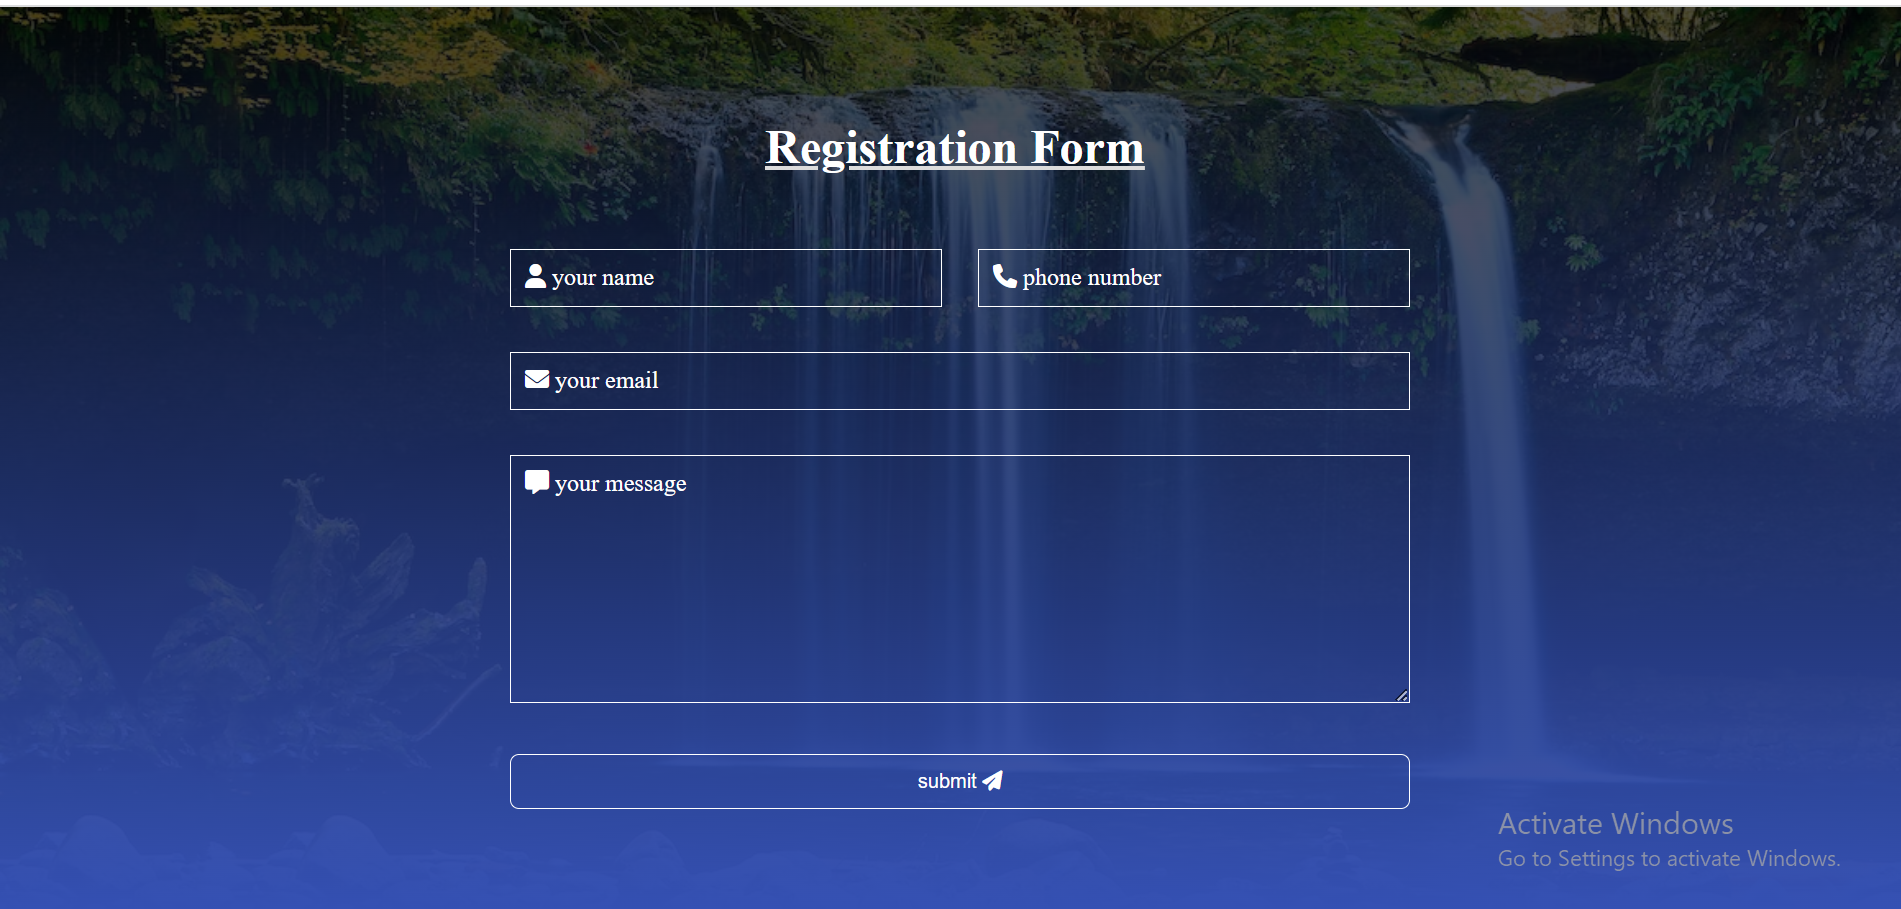 Registration Form
your name
phone number
your email
your message
submit
Activate Windows
Go to Settings to activate Windows.